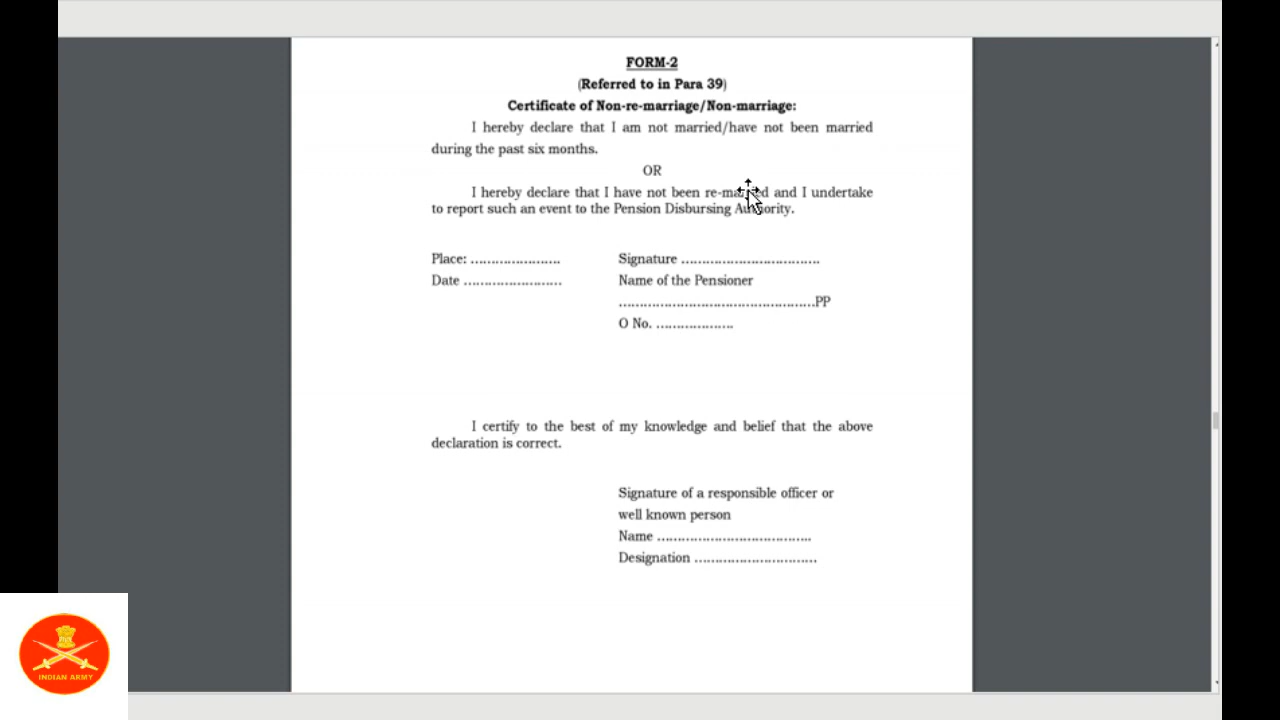 FORM-2
(Referred to in Para 39)
Certificate of Non-re-marriage/Non-marriage:
I hereby declare that I am not married/have not been married
during the past six months.
OR
I hereby declare that I have not been re-married and I undertake
to report such an event to the Pension Disbursing Authority.
Place: ......................
Signature ..................................
Date ........................
Name of the Pensioner
................................................PP
O No. ...................
I certify to the best of my knowledge and belief that the above
declaration is correct.
Signature of a responsible officer or
well known person
Name ......................................
Designation ..............................
INDIAN ARMY